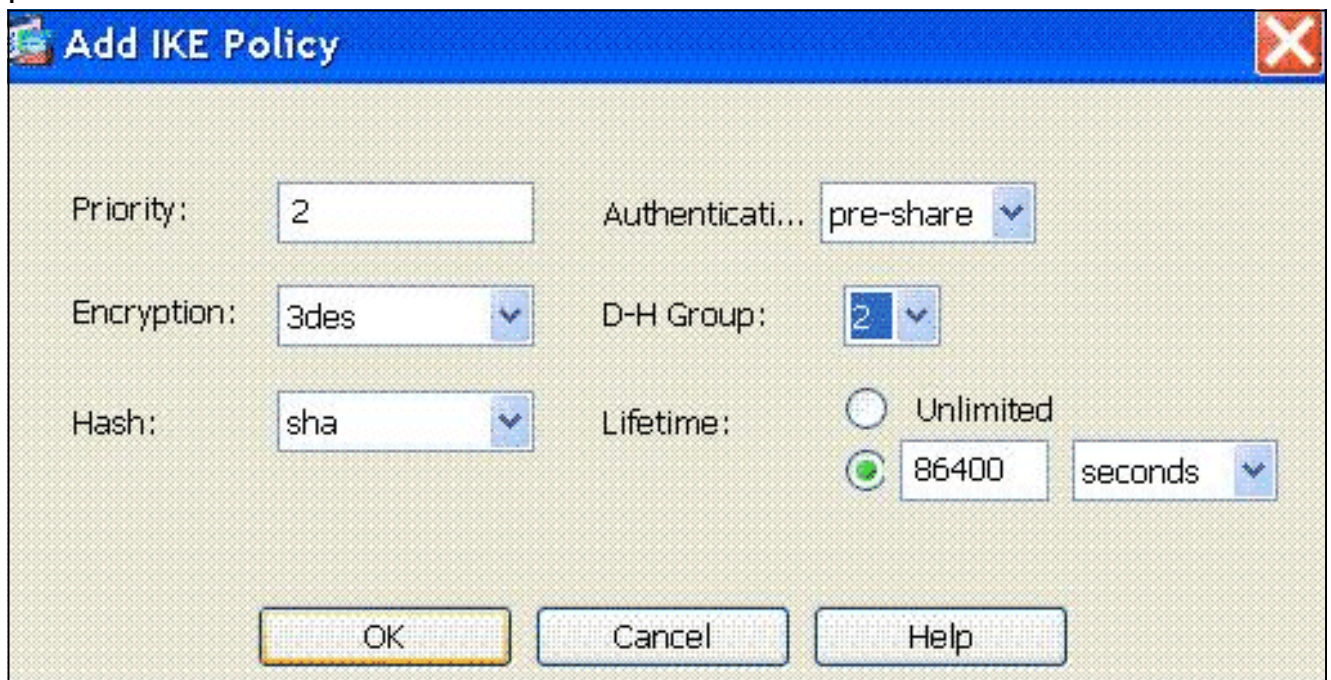 Add IKE Policy
Priority: 2 Authenticati... pre-share
Encryption: 3des D-H Group: 2
Hash: sha Lifetime: Unlimited
86400 seconds
OK Cancel Help